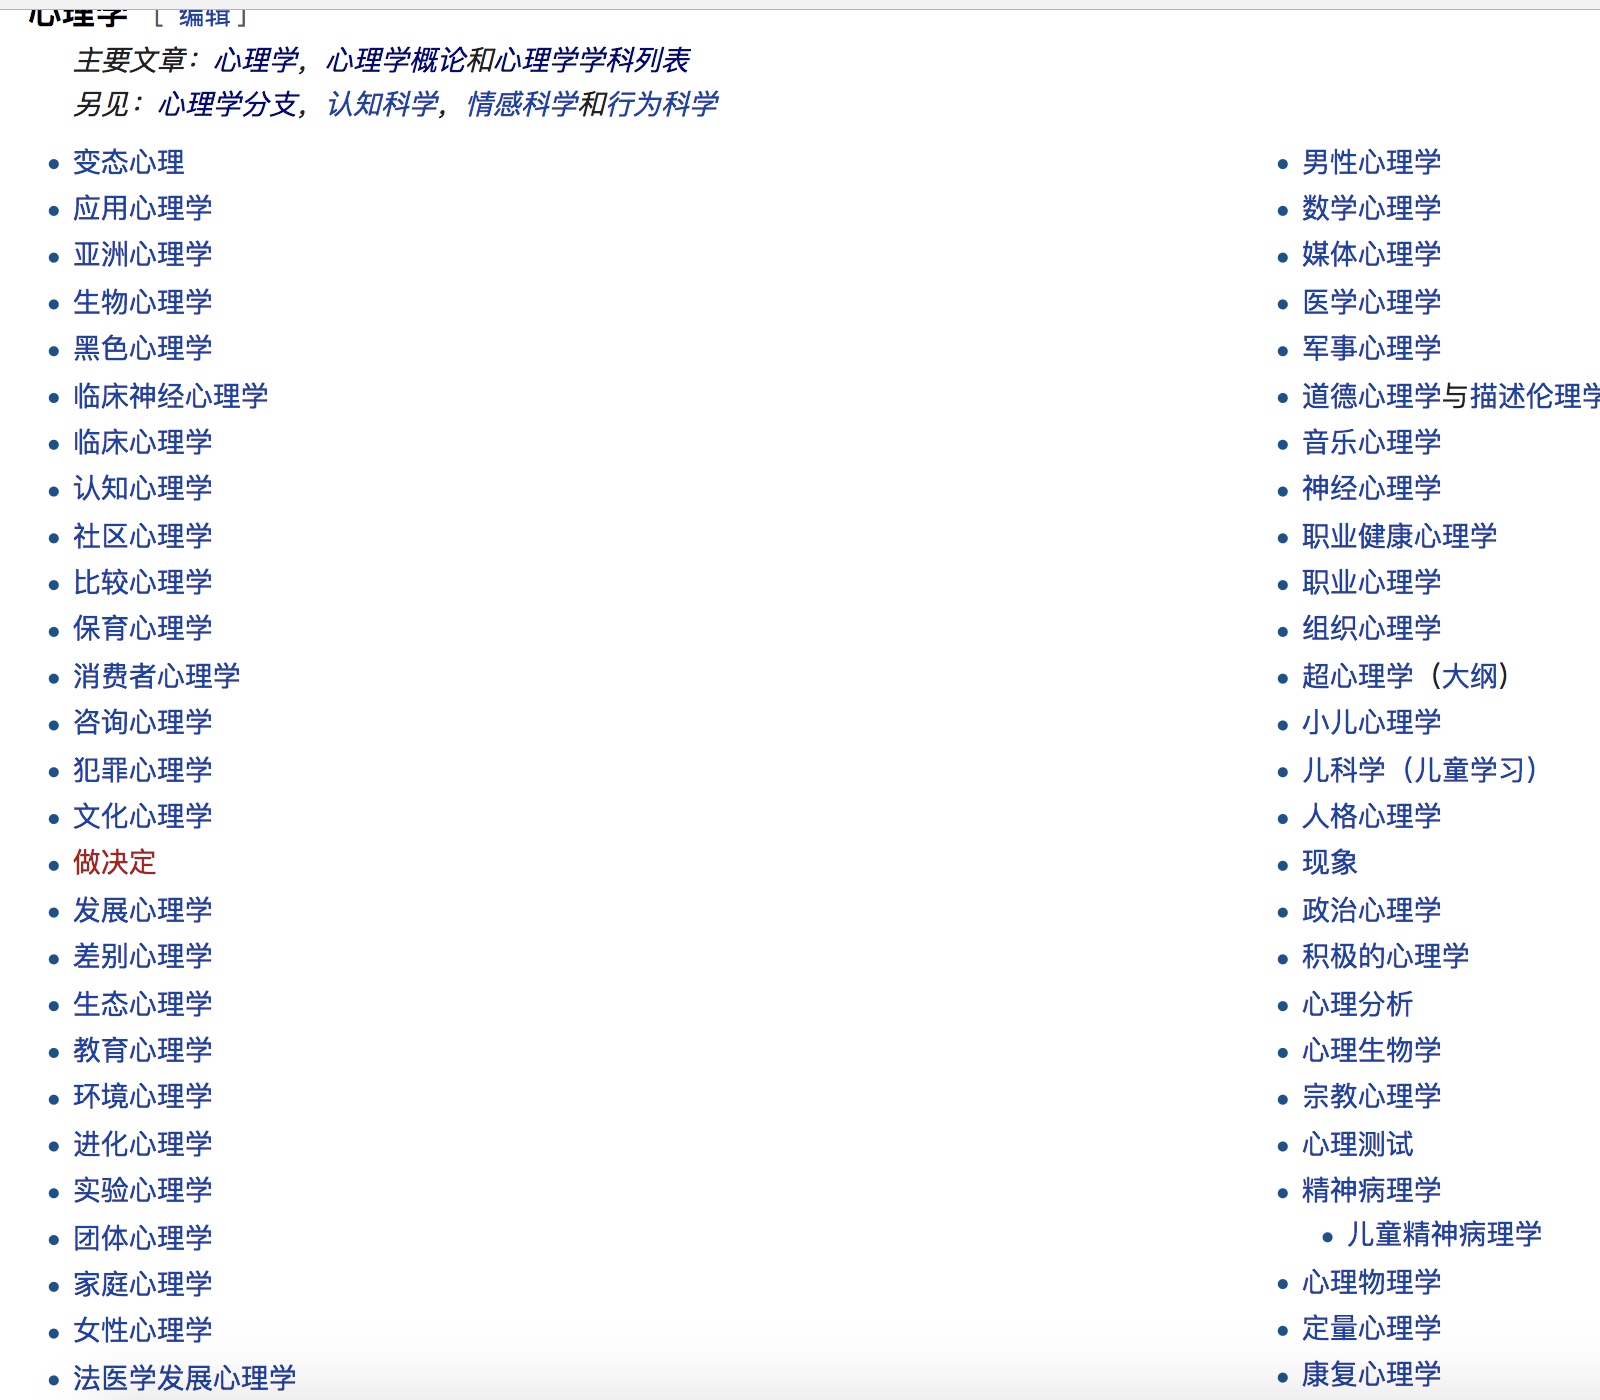 心理学 [ 编辑 ]
主要文章：心理学，心理学概论和心理学学科列表
另见：心理学分支，认知科学，情感科学和行为科学
变态心理
应用心理学
亚洲心理学
生物心理学
黑色心理学
临床神经心理学
临床心理学
认知心理学
社区心理学
比较心理学
保育心理学
消费者心理学
咨询心理学
犯罪心理学
文化心理学
做决定
发展心理学
差别心理学
生态心理学
教育心理学
环境心理学
进化心理学
实验心理学
团体心理学
家庭心理学
女性心理学
法医学发展心理学
男性心理学
数学心理学
媒体心理学
医学心理学
军事心理学
道德心理学与描述伦理学
音乐心理学
神经心理学
职业健康心理学
职业心理学
组织心理学
超心理学（大纲）
小儿心理学
儿科学（儿童学习）
人格心理学
现象
政治心理学
积极的心理学
心理分析
心理生物学
宗教心理学
心理测试
精神病理学
儿童精神病理学
心理物理学
定量心理学
康复心理学